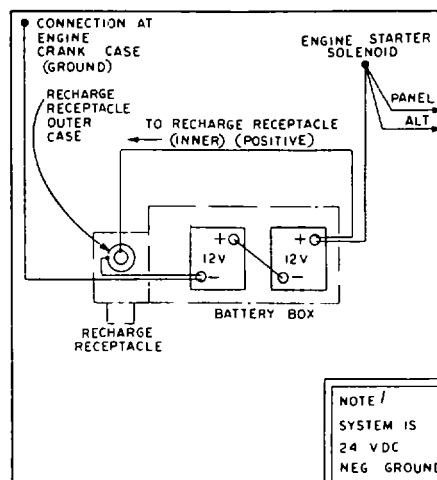 CONNECTION AT
ENGINE
CRANK CASE
(GROUND)
ENGINE STARTER
SOLENOID
PANEL
ALT
RECHARGE
RECEPTACLE
OUTER
CASE
TO RECHARGE RECEPTACLE
(INNER) (POSITIVE)
+
12V
-
+
12V
-
BATTERY BOX
RECHARGE
RECEPTACLE
NOTE /
SYSTEM IS
24 VDC
NEG GROUND